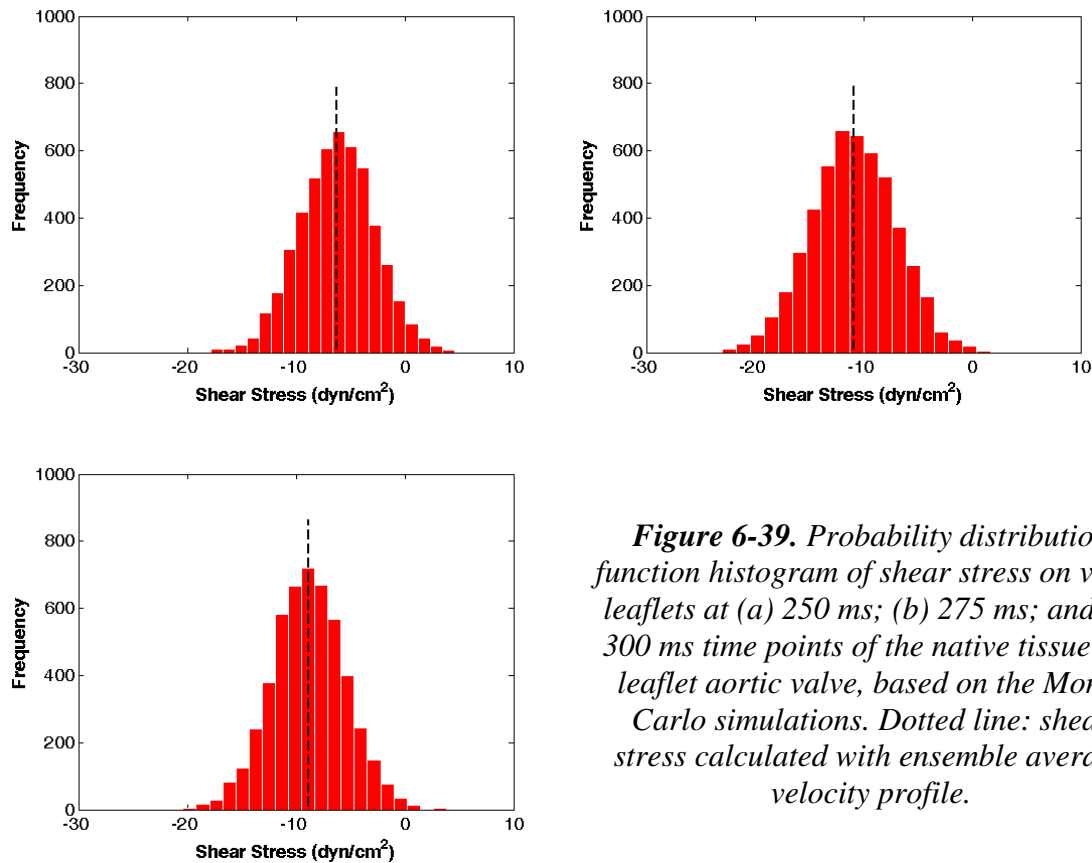 1000
800
600
400
200
0
Frequency
-30 -20 -10 0 10
Shear Stress (dyn/cm²)
1000
800
600
400
200
0
Frequency
-30 -20 -10 0 10
Shear Stress (dyn/cm²)
1000
800
600
400
200
0
Frequency
-30 -20 -10 0 10
Shear Stress (dyn/cm²)
Figure 6-39. Probability distributio
function histogram of shear stress on v
leaflets at (a) 250 ms; (b) 275 ms; and
300 ms time points of the native tissue
leaflet aortic valve, based on the Mon
Carlo simulations. Dotted line: shea
stress calculated with ensemble avera
velocity profile.